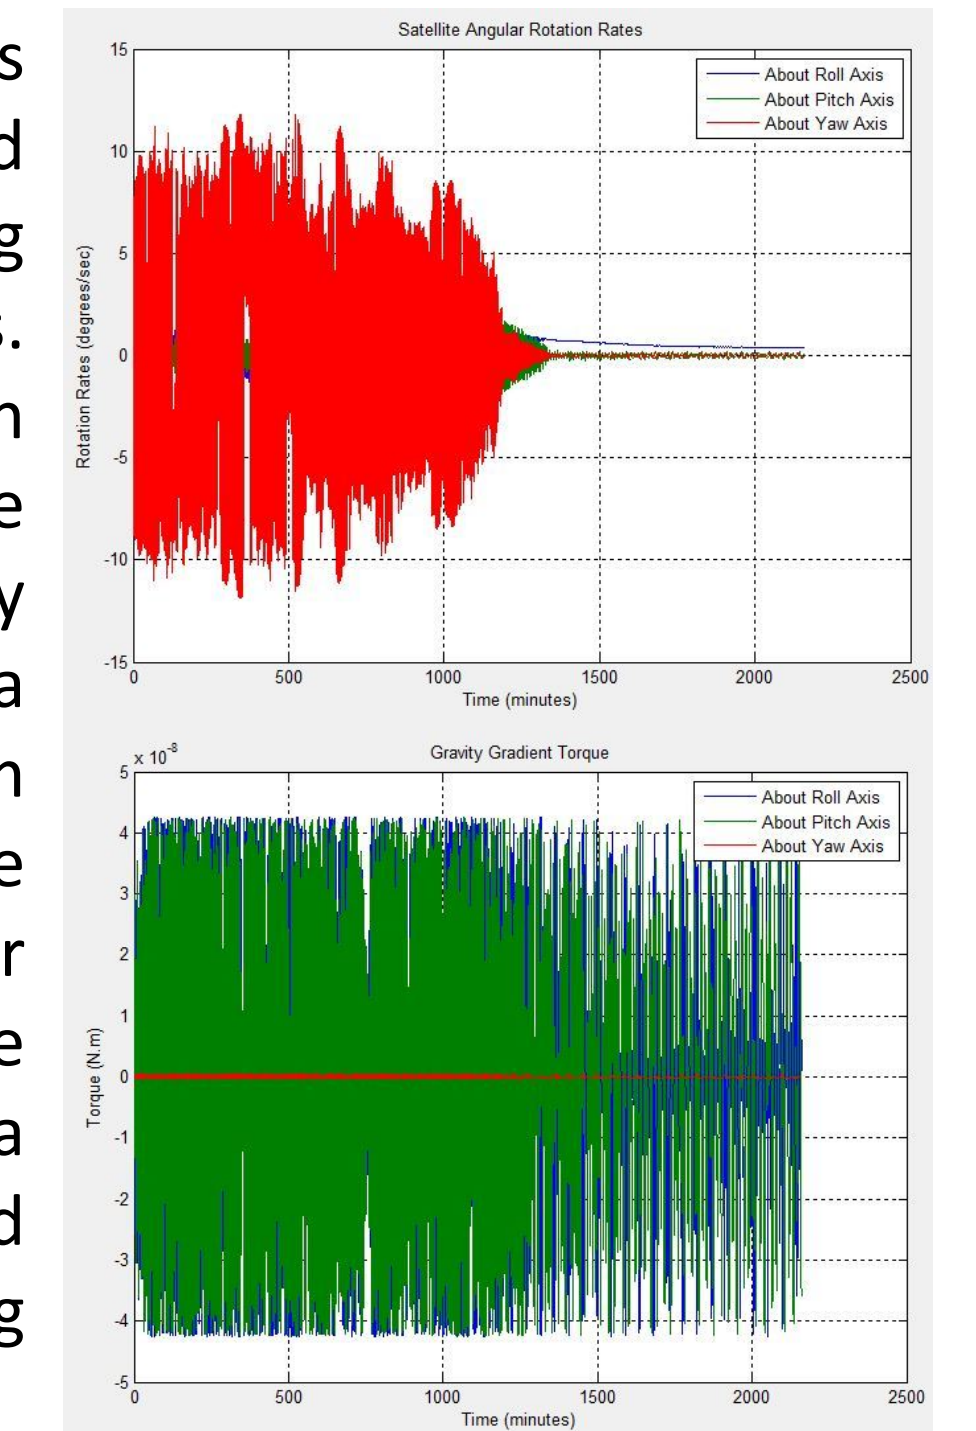 s
d
g
s.
n
e
y
a
n
e
r
e
a
d
g
Satellite Angular Rotation Rates
15
10
5
0
-5
-10
-15
Rotation Rates (degrees/sec)
About Roll Axis
About Pitch Axis
About Yaw Axis
0 500 1000 1500 2000 2500
Time (minutes)
Gravity Gradient Torque
x 10-8
5
4
3
2
1
0
-1
-2
-3
-4
-5
Torque (N.m)
About Roll Axis
About Pitch Axis
About Yaw Axis
0 500 1000 1500 2000 2500
Time (minutes)